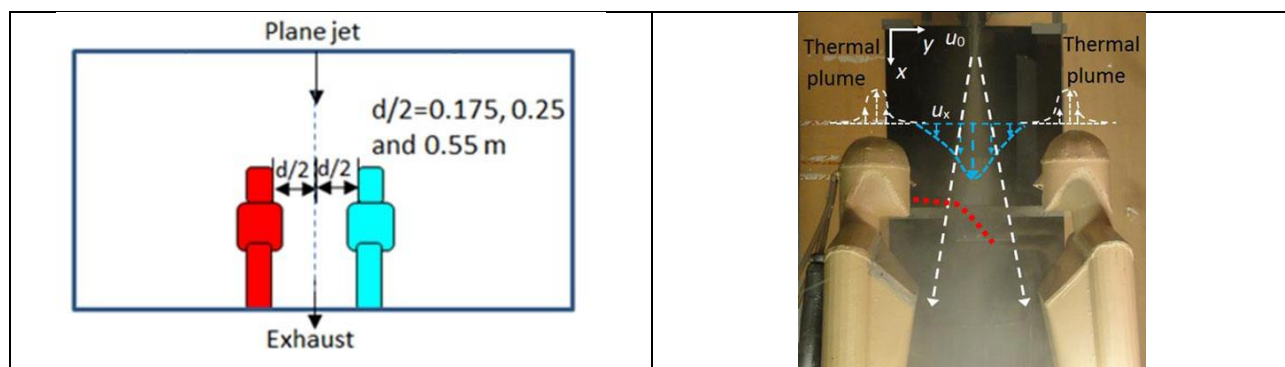 Plane jet
d/2=0.175, 0.25
and 0.55 m
d/2
d/2
Exhaust
Thermal
plume
y
u₀
x
Thermal
plume
uₓ